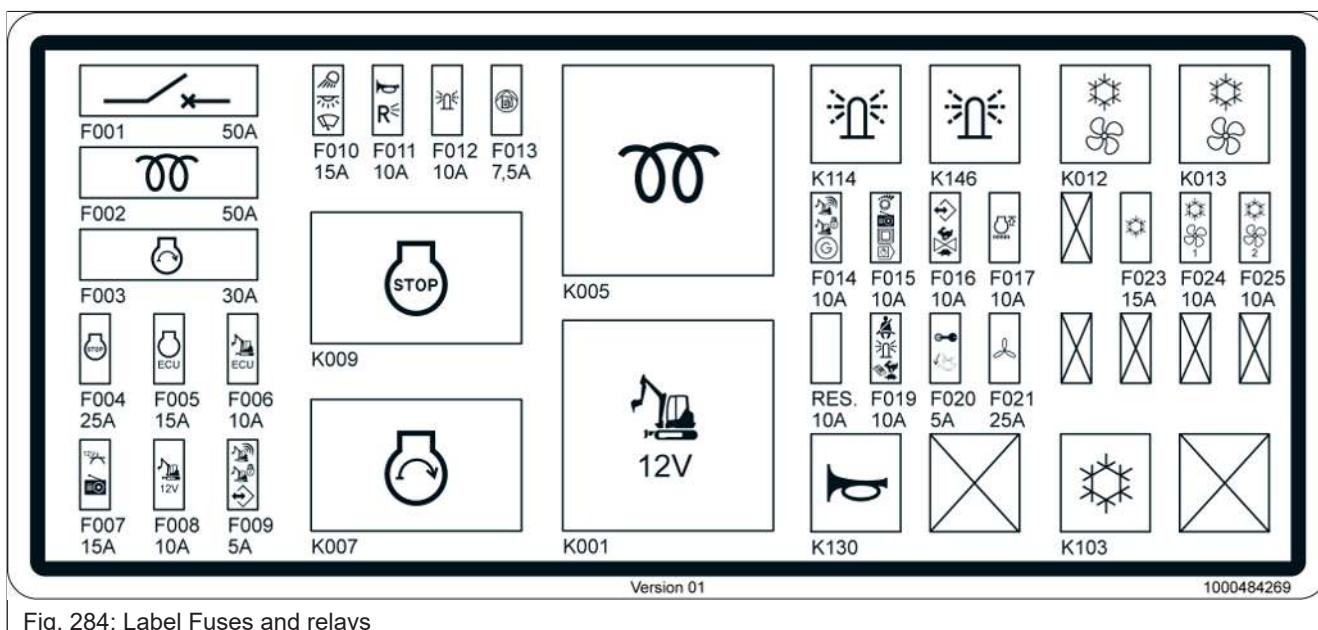 F001 50A
F002 50A
F003 30A
STOP ECU ECU
F004 F005 F006
25A 15A 10A
12V 12V
F007 F008 F009
15A 10A 5A
R
F010 F011 F012 F013
15A 10A 10A 7,5A
STOP
K009
K007
K005
12V
K001
K114 K146 K012 K013
G 1 2
F014 F015 F016 F017 F023 F024 F025
10A 10A 10A 10A 15A 10A 10A
RES. F019 F020 F021
10A 10A 5A 25A
K130 K103
Version 01 1000484269
Fig. 284: Label Fuses and relays